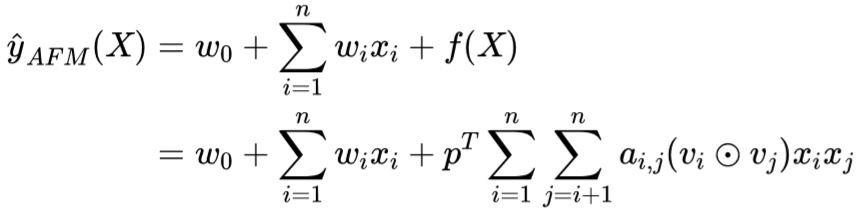 $\hat{y}_{AFM}(X) = w_0 + \sum_{i=1}^{n} w_i x_i + f(X)$
$= w_0 + \sum_{i=1}^{n} w_i x_i + p^T \sum_{i=1}^{n} \sum_{j=i+1}^{n} a_{i,j}(v_i \odot v_j) x_i x_j$